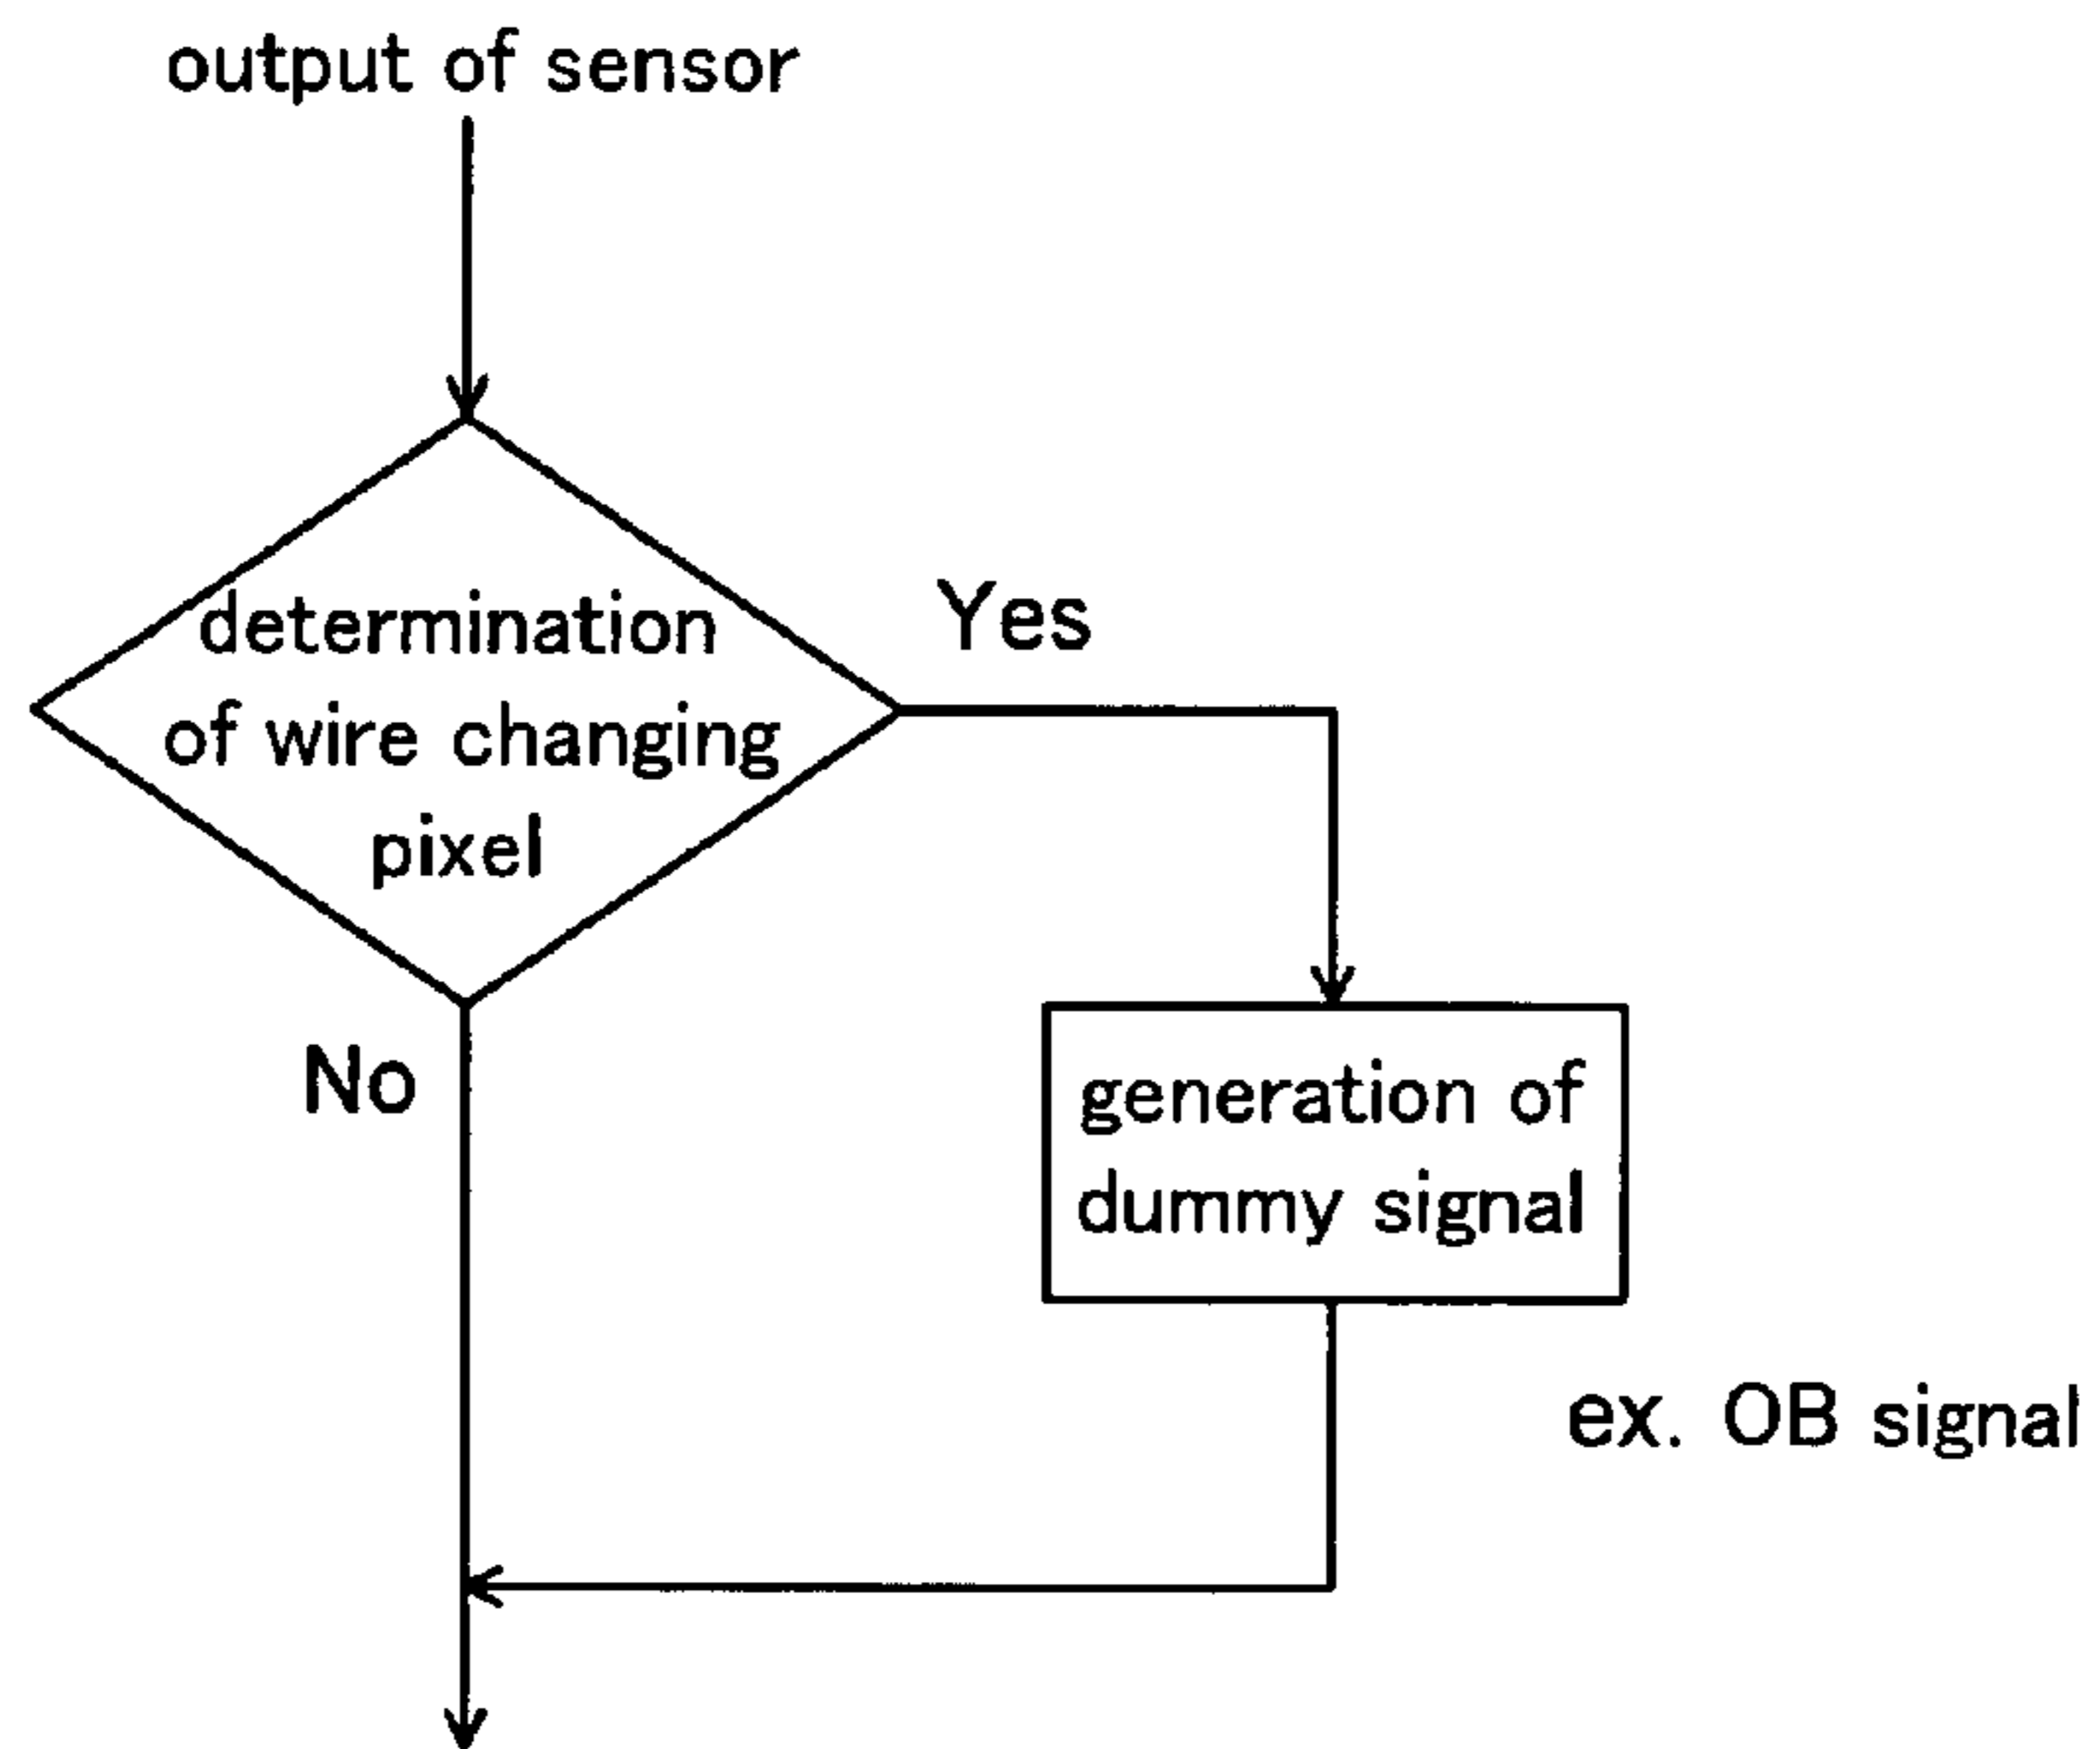 output of sensor
determination
of wire changing
pixel
Yes
No
generation of
dummy signal
ex. OB signal